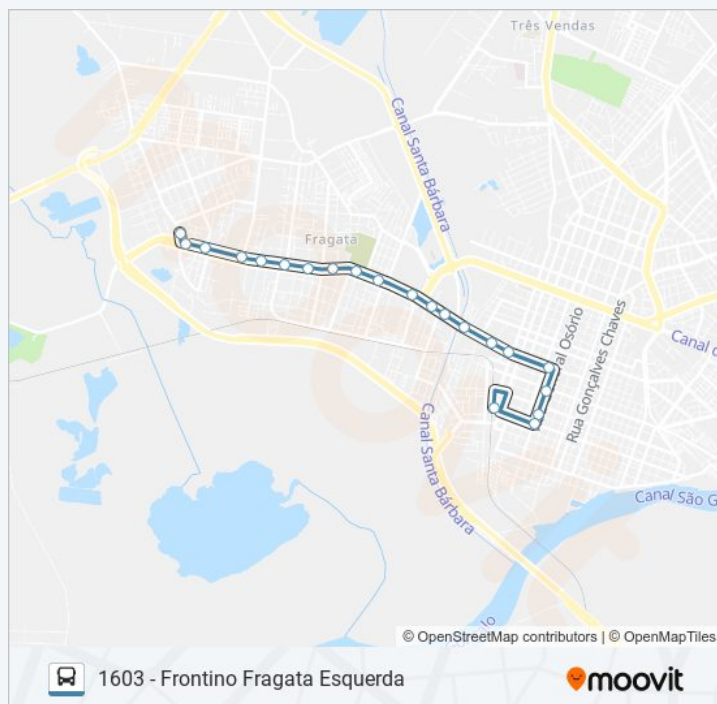 Três Vendas
Canal Santa Bárbara
Fragata
al Osório
Rua Gonçalves Chaves
Canal d
Canal Santa Bárbara
Canal São G
© OpenStreetMap contributors | © OpenMapTiles
1603 - Frontino Fragata Esquerda
moovit